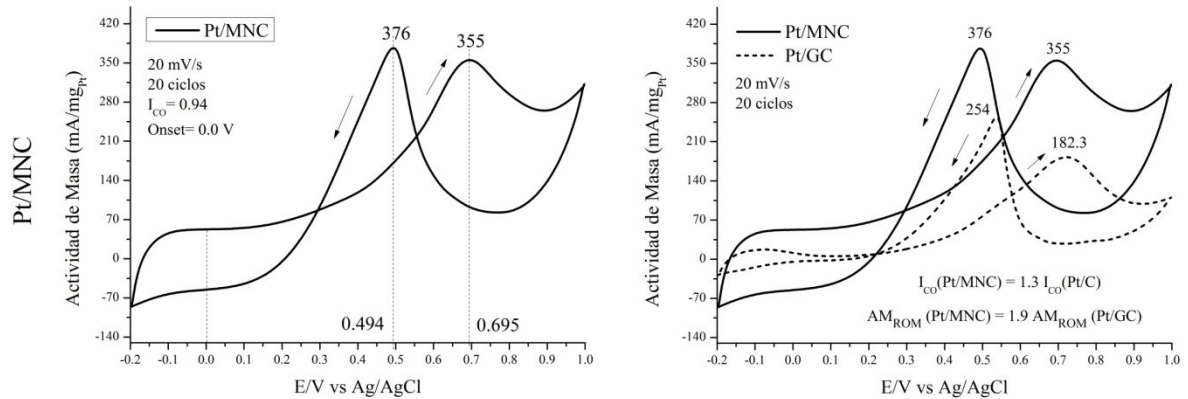 Pt/MNC
Actividad de Masa (mA/mg_Pt)
420
350
280
210
140
70
0
-70
-140
Pt/MNC
20 mV/s
20 ciclos
I_CO= 0.94
Onset= 0.0 V
376
355
0.494
0.695
-0.2 -0.1 0.0 0.1 0.2 0.3 0.4 0.5 0.6 0.7 0.8 0.9 1.0
E/V vs Ag/AgCl
Actividad de Masa (mA/mg_Pt)
420
350
280
210
140
70
0
-70
-140
Pt/MNC
Pt/GC
20 mV/s
20 ciclos
376
355
254
182.3
I_CO(Pt/MNC) = 1.3 I_CO(Pt/C)
AM_ROM (Pt/MNC) = 1.9 AM_ROM (Pt/GC)
-0.2 -0.1 0.0 0.1 0.2 0.3 0.4 0.5 0.6 0.7 0.8 0.9 1.0
E/V vs Ag/AgCl